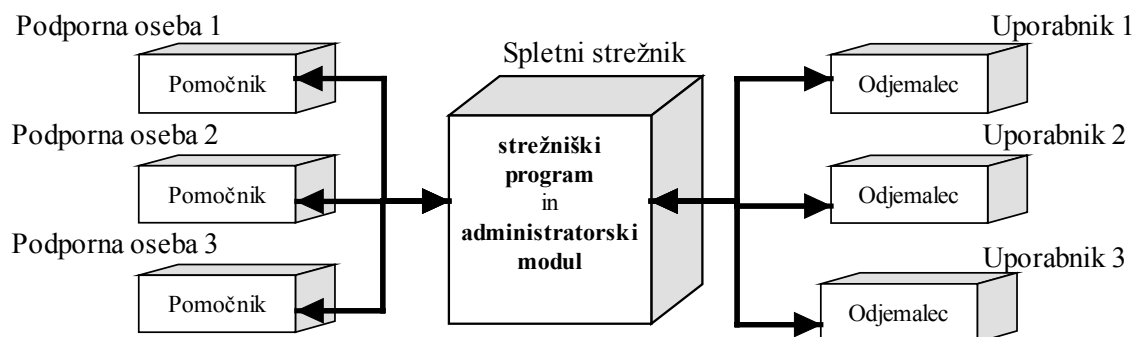 Podporna oseba 1
Pomočnik
Podporna oseba 2
Pomočnik
Podporna oseba 3
Pomočnik
Spletni strežnik
strežniški
program
in
administratorski
modul
Uporabnik 1
Odjemalec
Uporabnik 2
Odjemalec
Uporabnik 3
Odjemalec